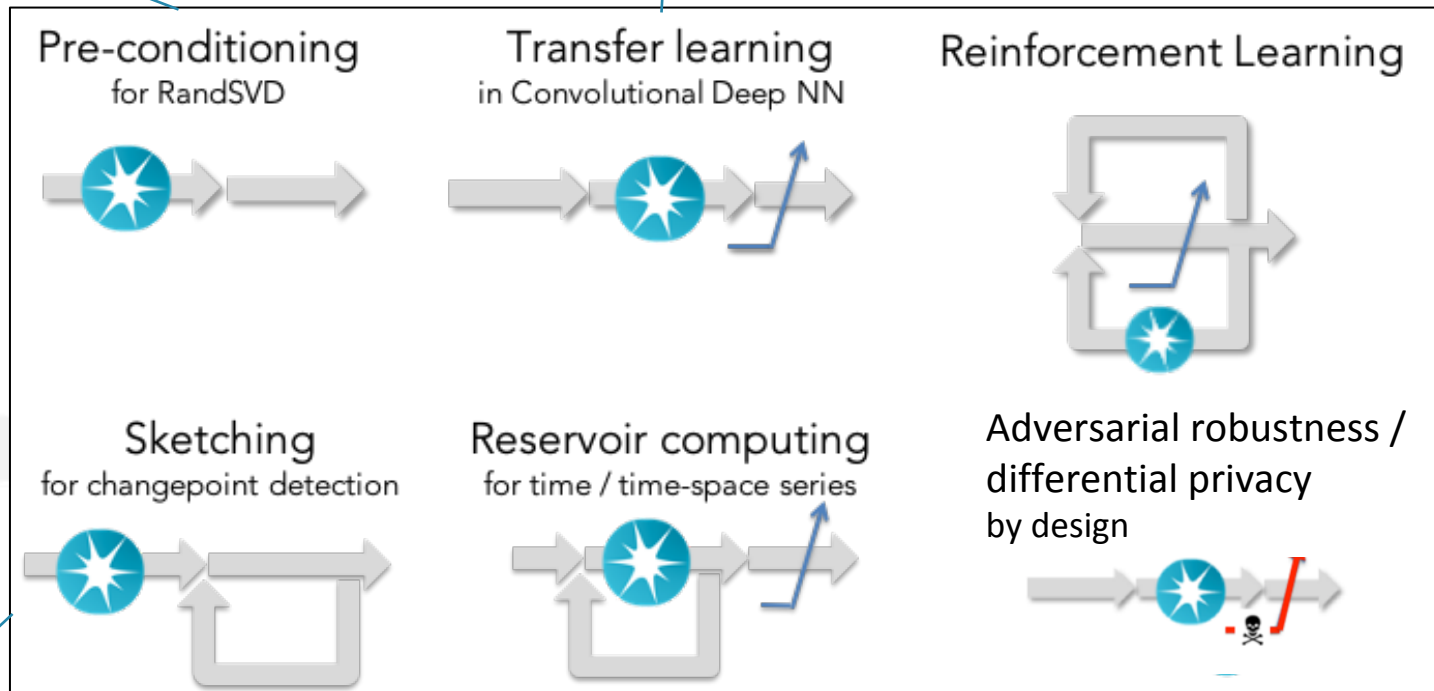 Pre-conditioning
for RandSVD
Transfer learning
in Convolutional Deep NN
Reinforcement Learning
Sketching
for changepoint detection
Reservoir computing
for time / time-space series
Adversarial robustness /
differential privacy
by design